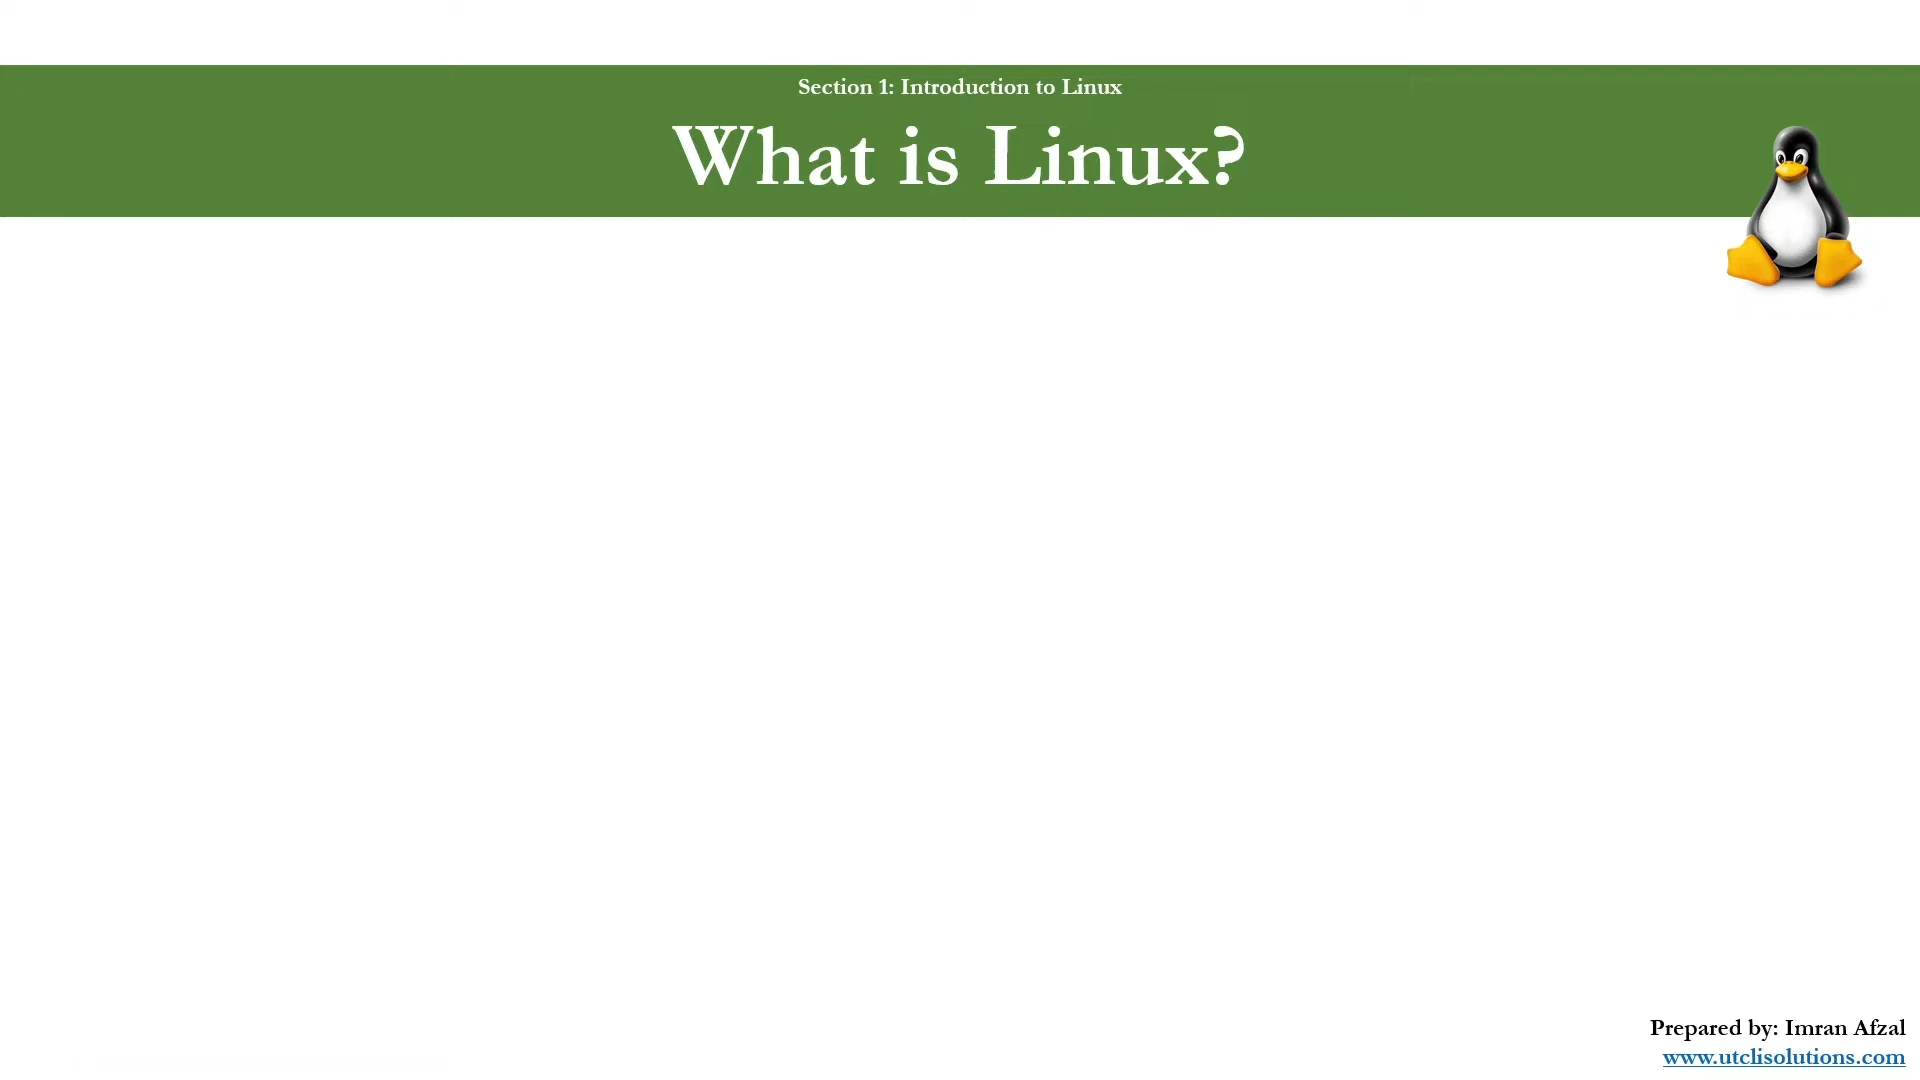 Section 1: Introduction to Linux
What is Linux?
Prepared by: Imran Afzal
www.utclisolutions.com